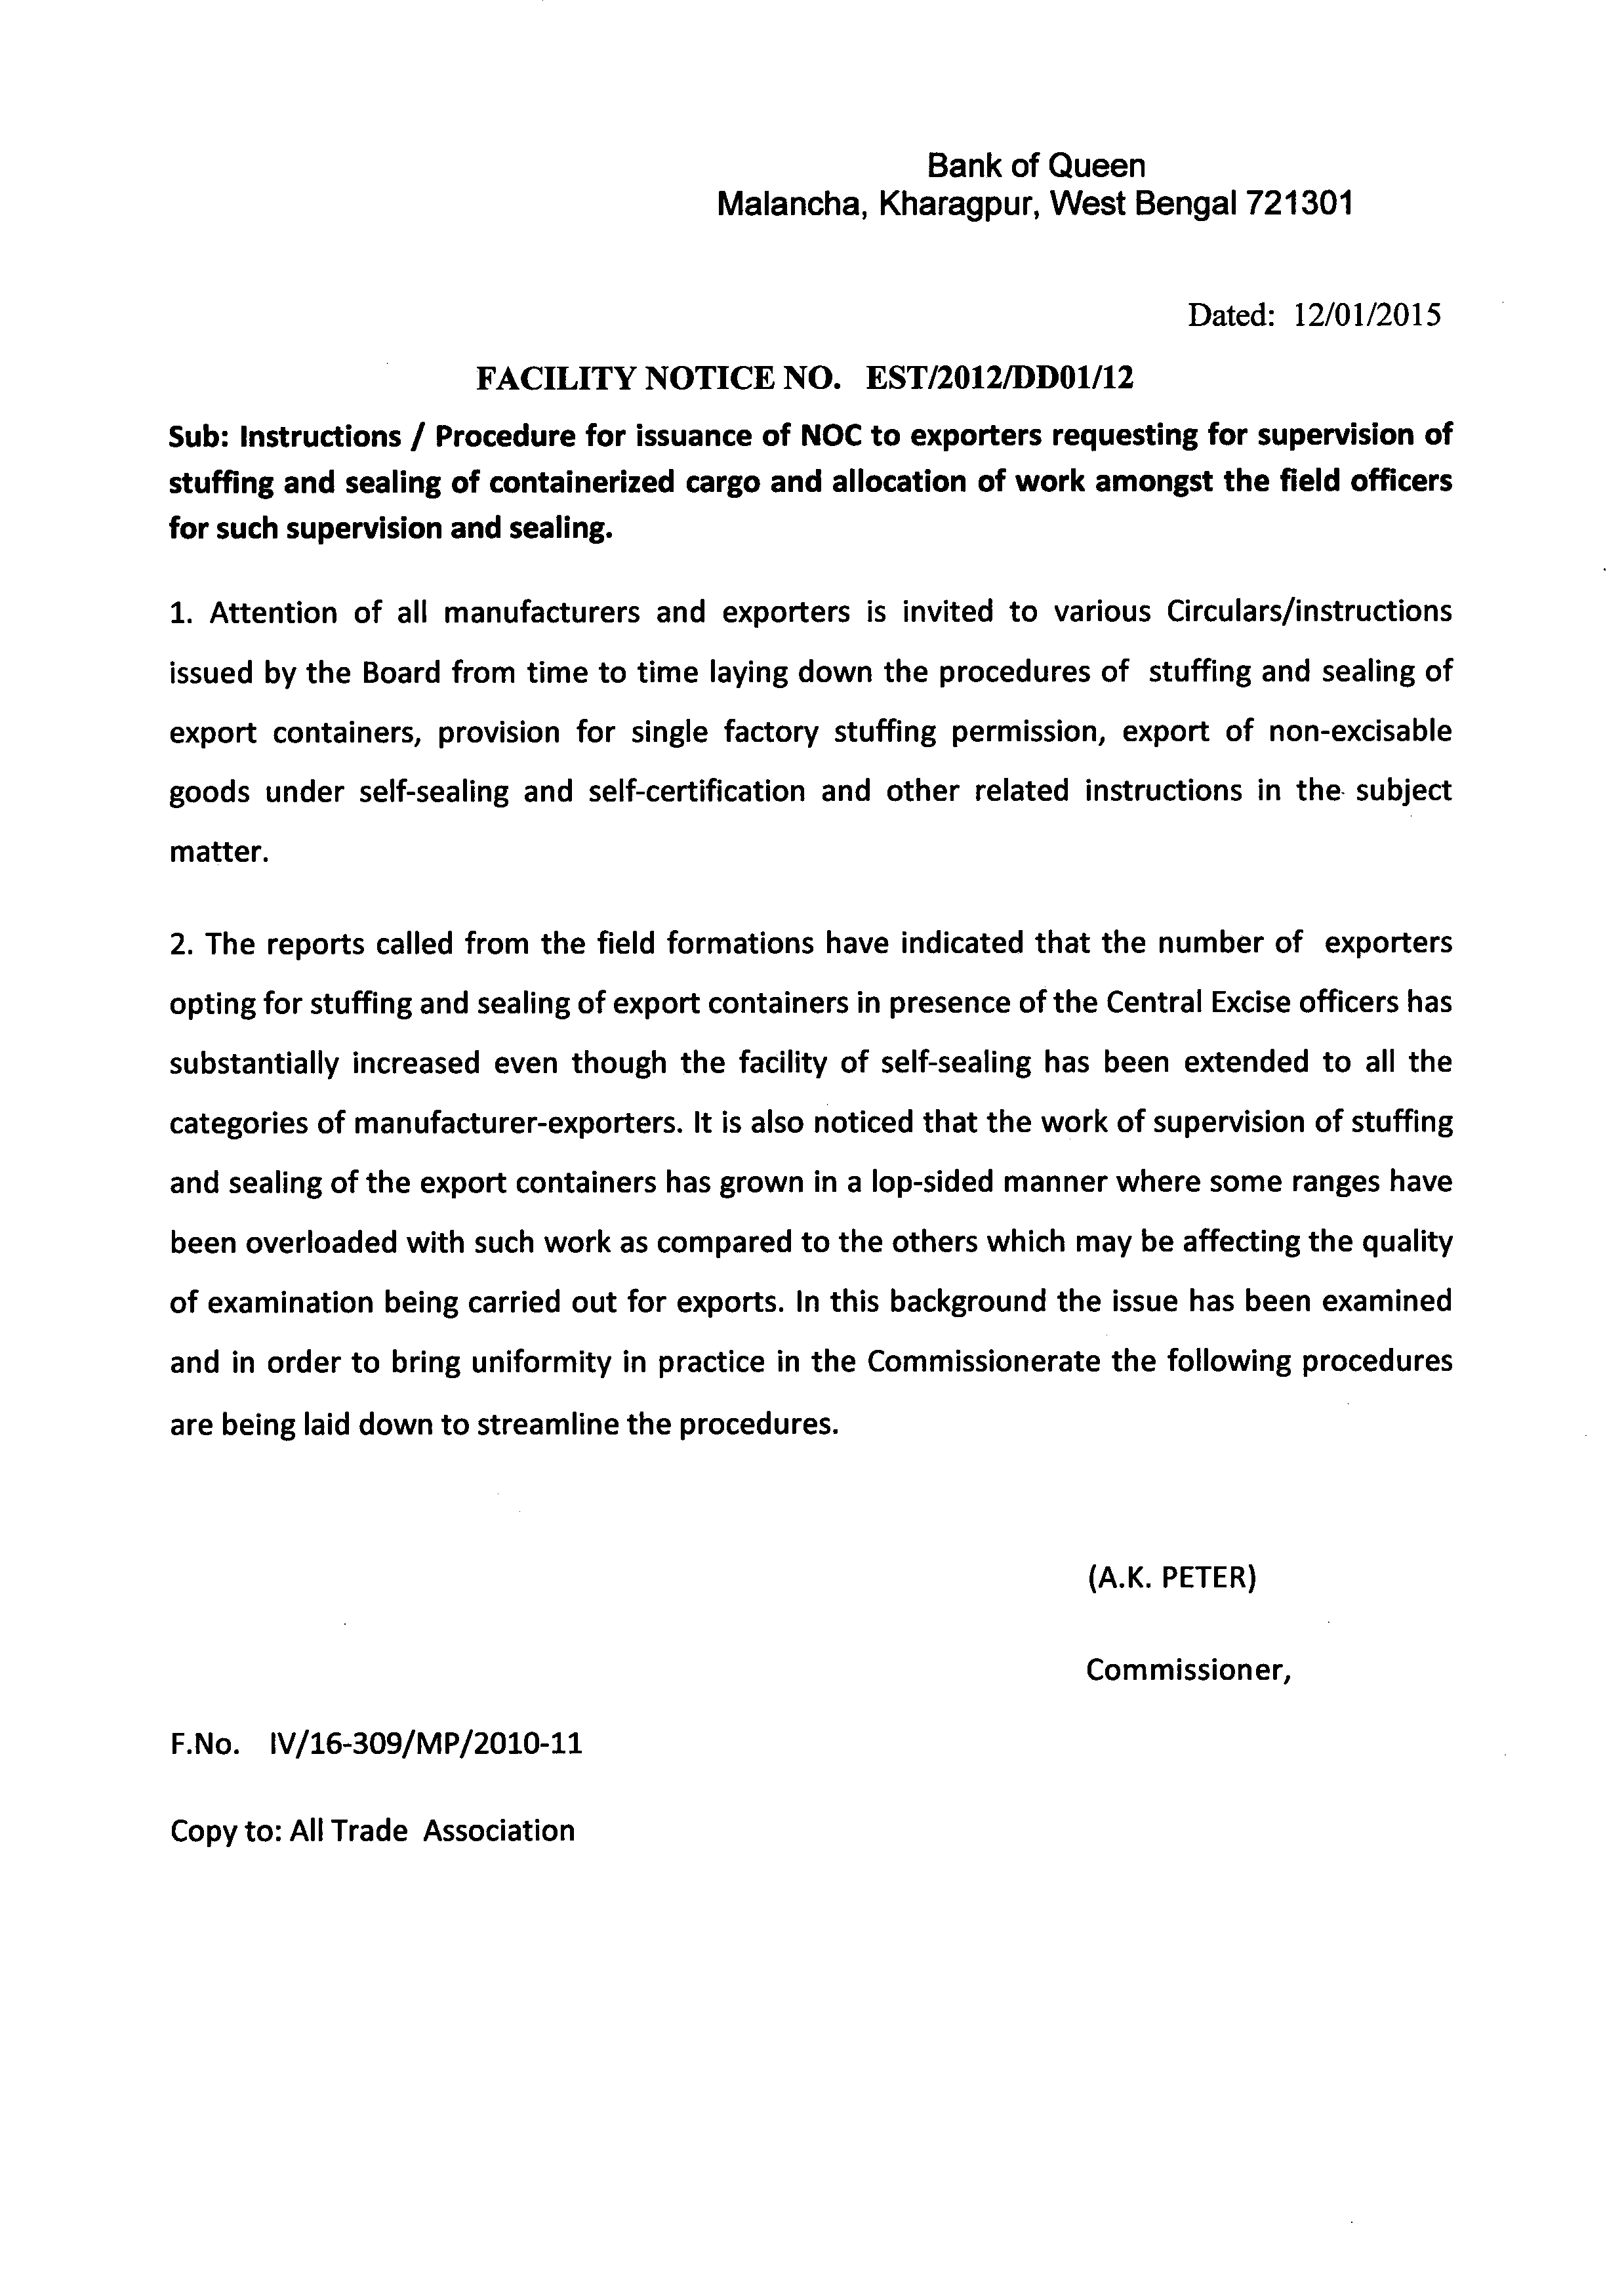 Bank of Queen
Malancha, Kharagpur, West Bengal 721301
Dated: 12/01/2015
FACILITY NOTICE NO. EST/2012/DD01/12
Sub: Instructions / Procedure for issuance of NOC to exporters requesting for supervision of
stuffing and sealing of containerized cargo and allocation of work amongst the field officers
for such supervision and sealing.
1. Attention of all manufacturers and exporters is invited to various Circulars/instructions
issued by the Board from time to time laying down the procedures of stuffing and sealing of
export containers, provision for single factory stuffing permission, export of non-excisable
goods under self-sealing and self-certification and other related instructions in the subject
matter.
2. The reports called from the field formations have indicated that the number of exporters
opting for stuffing and sealing of export containers in presence of the Central Excise officers has
substantially increased even though the facility of self-sealing has been extended to all the
categories of manufacturer-exporters. It is also noticed that the work of supervision of stuffing
and sealing of the export containers has grown in a lop-sided manner where some ranges have
been overloaded with such work as compared to the others which may be affecting the quality
of examination being carried out for exports. In this background the issue has been examined
and in order to bring uniformity in practice in the Commissionerate the following procedures
are being laid down to streamline the procedures.
(A.K. PETER)
Commissioner,
F.No. IV/16-309/MP/2010-11
Copy to: All Trade Association